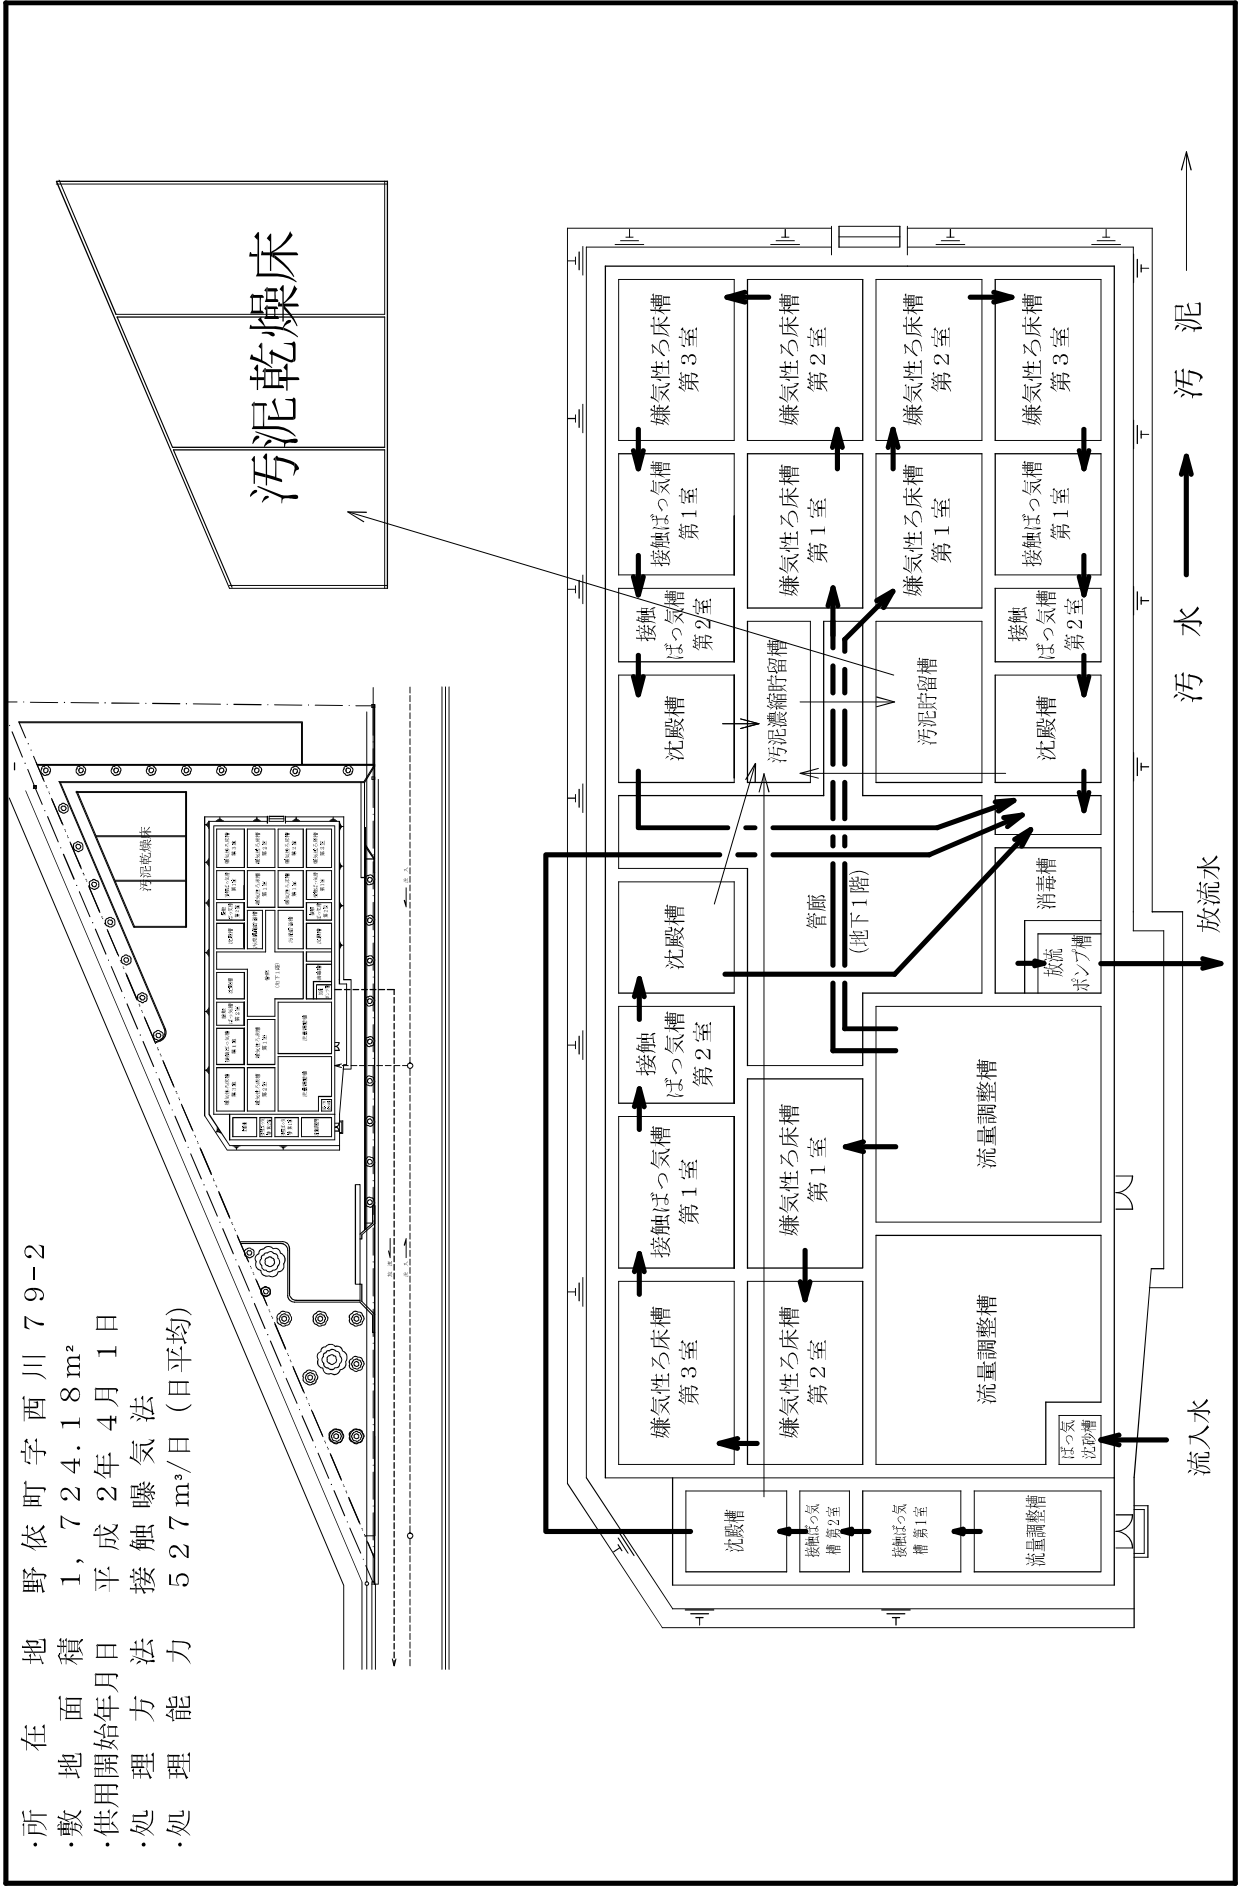 ・所在地 野依町字西川79-2
・敷地面積 1,724.18m²
・供用開始年月日 平成2年4月1日
・処理方法 接触曝気法
・処理能力 527m³/日(日平均)
汚泥乾燥床
汚泥乾燥床
嫌気性ろ床槽
第3室
接触ばっ気槽
第1室
接触
ばっ気槽
第2室
沈殿槽
嫌気性ろ床槽
第2室
嫌気性ろ床槽
第1室
汚泥濃縮貯留槽
嫌気性ろ床槽
第2室
嫌気性ろ床槽
第1室
汚泥貯留槽
嫌気性ろ床槽
第3室
接触ばっ気槽
第1室
接触
ばっ気槽
第2室
沈殿槽
沈殿槽
接触
ばっ気槽
第2室
接触ばっ気槽
第1室
嫌気性ろ床槽
第3室
嫌気性ろ床槽
第1室
嫌気性ろ床槽
第2室
管廊
(地下1階)
消毒槽
放流
ポンプ槽
流量調整槽
流量調整槽
ばっ気
沈砂槽
沈殿槽
接触ばっ気
槽 第2室
接触ばっ気
槽 第1室
流量調整槽
流入水
放流水
汚水
汚泥